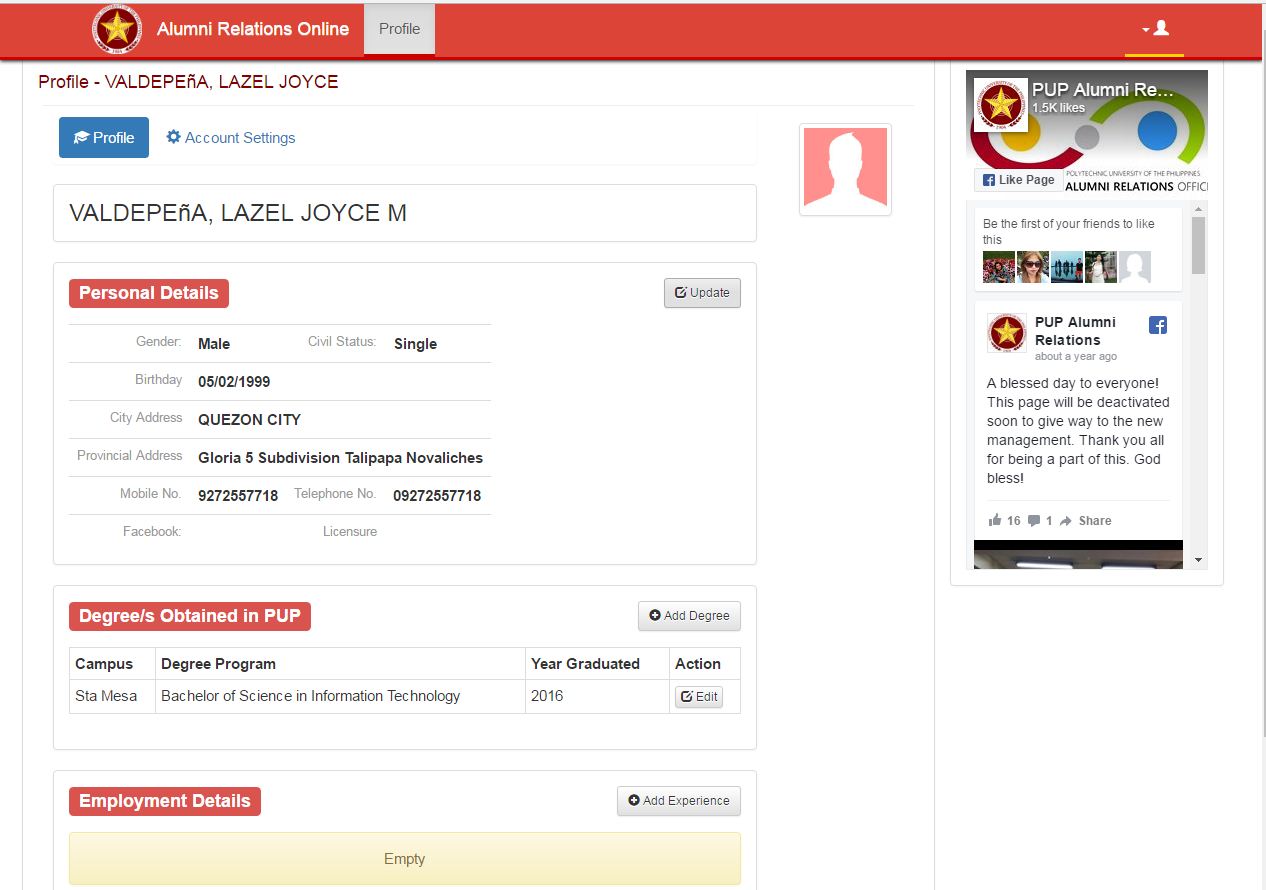 Alumni Relations Online Profile
Profile - VALDEPEñA, LAZEL JOYCE
Profile Account Settings
VALDEPEñA, LAZEL JOYCE M
Personal Details Update
Gender: Male Civil Status: Single
Birthday 05/02/1999
City Address QUEZON CITY
Provincial Address Gloria 5 Subdivision Talipapa Novaliches
Mobile No. 9272557718 Telephone No. 09272557718
Facebook: Licensure
Degree/s Obtained in PUP Add Degree
Campus Degree Program Year Graduated Action
Sta Mesa Bachelor of Science in Information Technology 2016 Edit
Employment Details Add Experience
Empty
PUP Alumni Re...
1.5K likes
Like Page
POLYTECHNIC UNIVERSITY OF THE PHILIPPINES
ALUMNI RELATIONS OFFIC
Be the first of your friends to like
this
PUP Alumni
Relations
about a year ago
A blessed day to everyone!
This page will be deactivated
soon to give way to the new
management. Thank you all
for being a part of this. God
bless!
16 1 Share